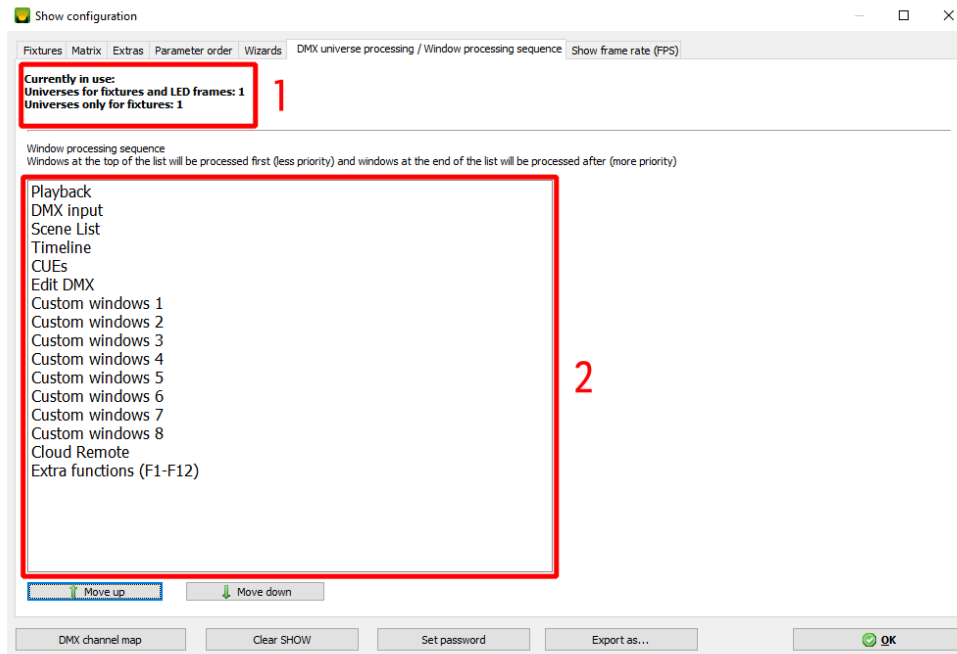 Show configuration
Fixtures Matrix Extras Parameter order Wizards DMX universe processing / Window processing sequence Show frame rate (FPS)
Currently in use:
Universes for fixtures and LED frames: 1
Universes only for fixtures: 1
1
Window processing sequence
Windows at the top of the list will be processed first (less priority) and windows at the end of the list will be processed after (more priority)
Playback
DMX input
Scene List
Timeline
CUEs
Edit DMX
Custom windows 1
Custom windows 2
Custom windows 3
Custom windows 4
Custom windows 5
Custom windows 6
Custom windows 7
Custom windows 8
Cloud Remote
Extra functions (F1-F12)
2
Move up Move down
DMX channel map Clear SHOW Set password Export as... OK